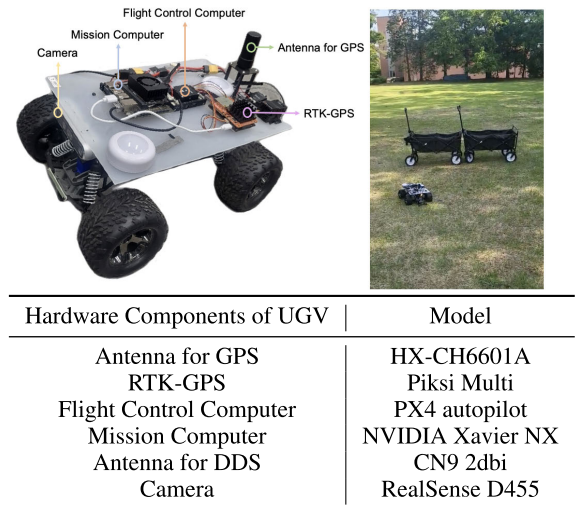 Flight Control Computer
Mission Computer
Camera
Antenna for GPS
RTK-GPS
Hardware Components of UGV | Model
Antenna for GPS HX-CH6601A
RTK-GPS Piksi Multi
Flight Control Computer PX4 autopilot
Mission Computer NVIDIA Xavier NX
Antenna for DDS CN9 2dbi
Camera RealSense D455